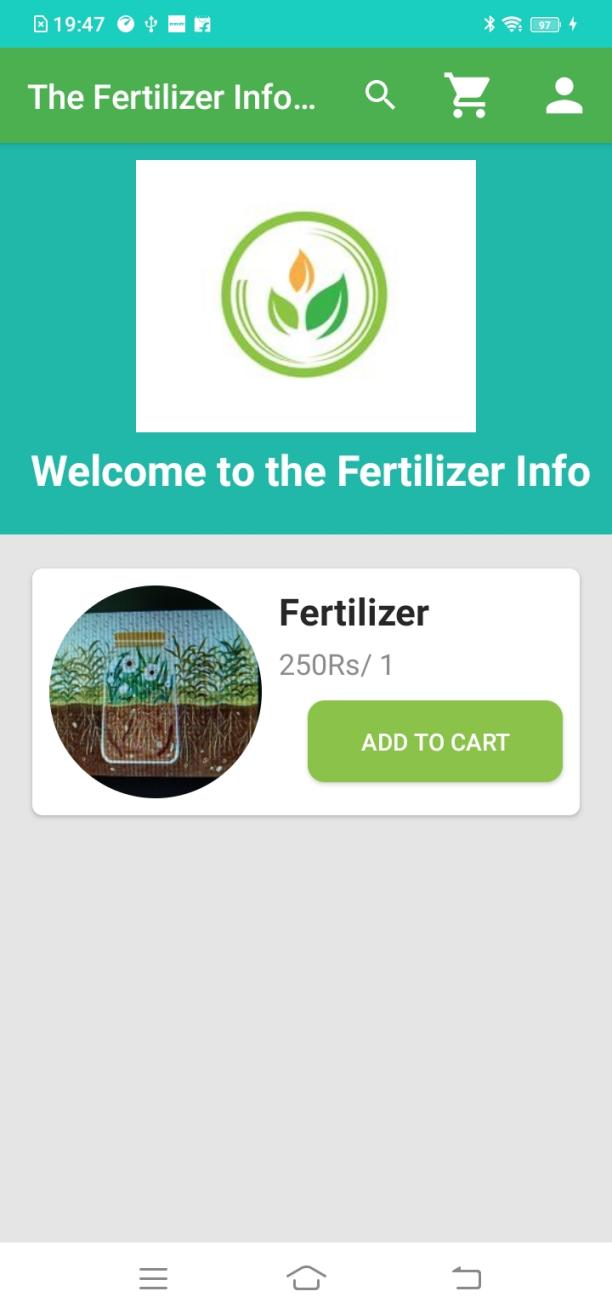 19:47
97
The Fertilizer Info...
Welcome to the Fertilizer Info
Fertilizer
250Rs/ 1
ADD TO CART